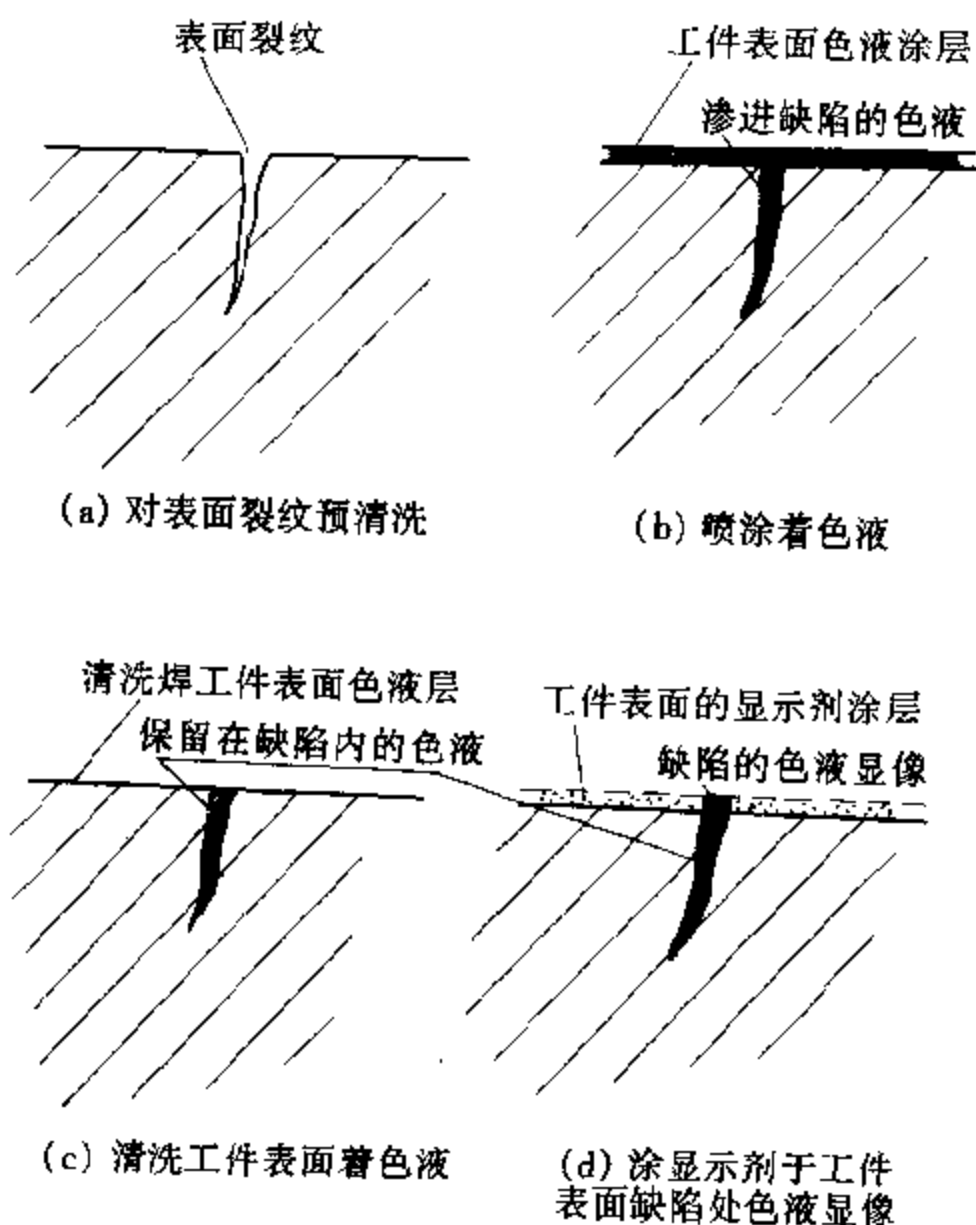 表面裂纹
工件表面色液涂层
渗进缺陷的色液
(a) 对表面裂纹预清洗
(b) 喷涂着色液
清洗焊工件表面色液层
保留在缺陷内的色液
工件表面的显示剂涂层
缺陷的色液显像
(c) 清洗工件表面着色液
(d) 涂显示剂于工件
表面缺陷处色液显像